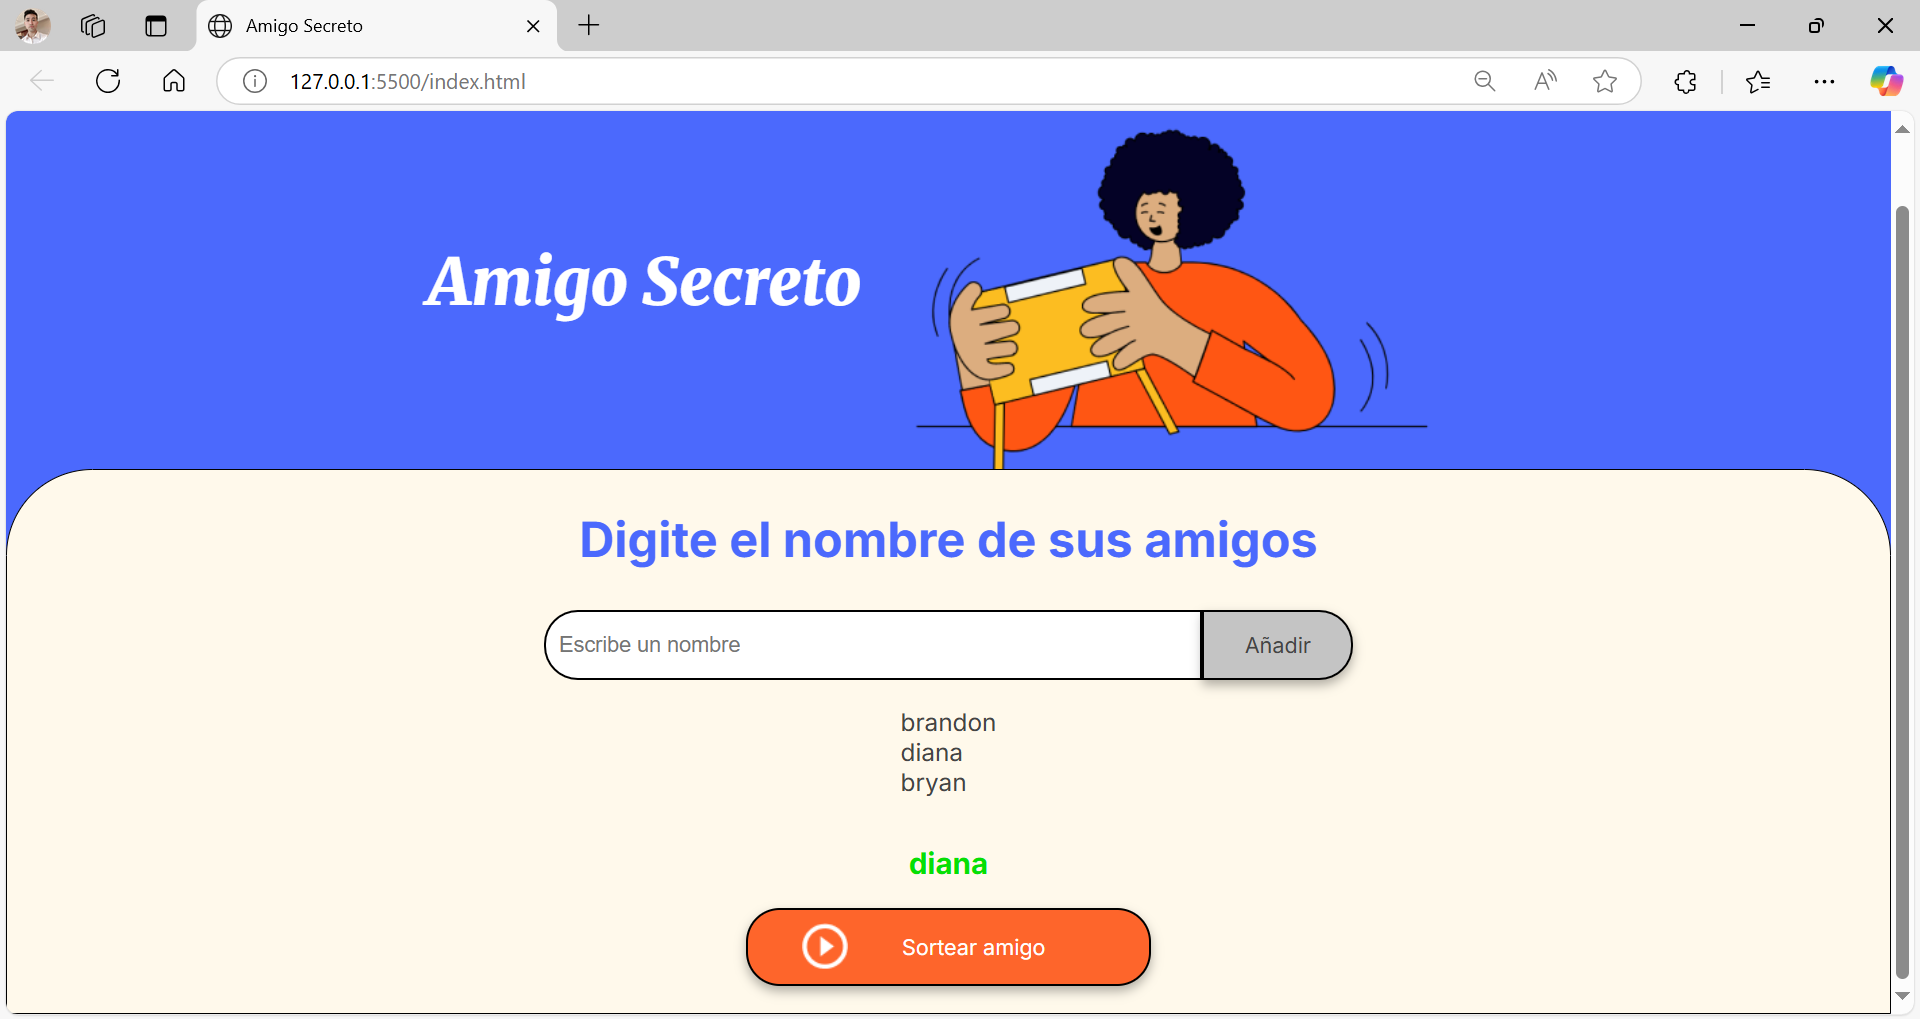 Amigo Secreto
127.0.0.1:5500/index.html
Amigo Secreto
Digite el nombre de sus amigos
Escribe un nombre
Añadir
brandon
diana
bryan
diana
Sortear amigo